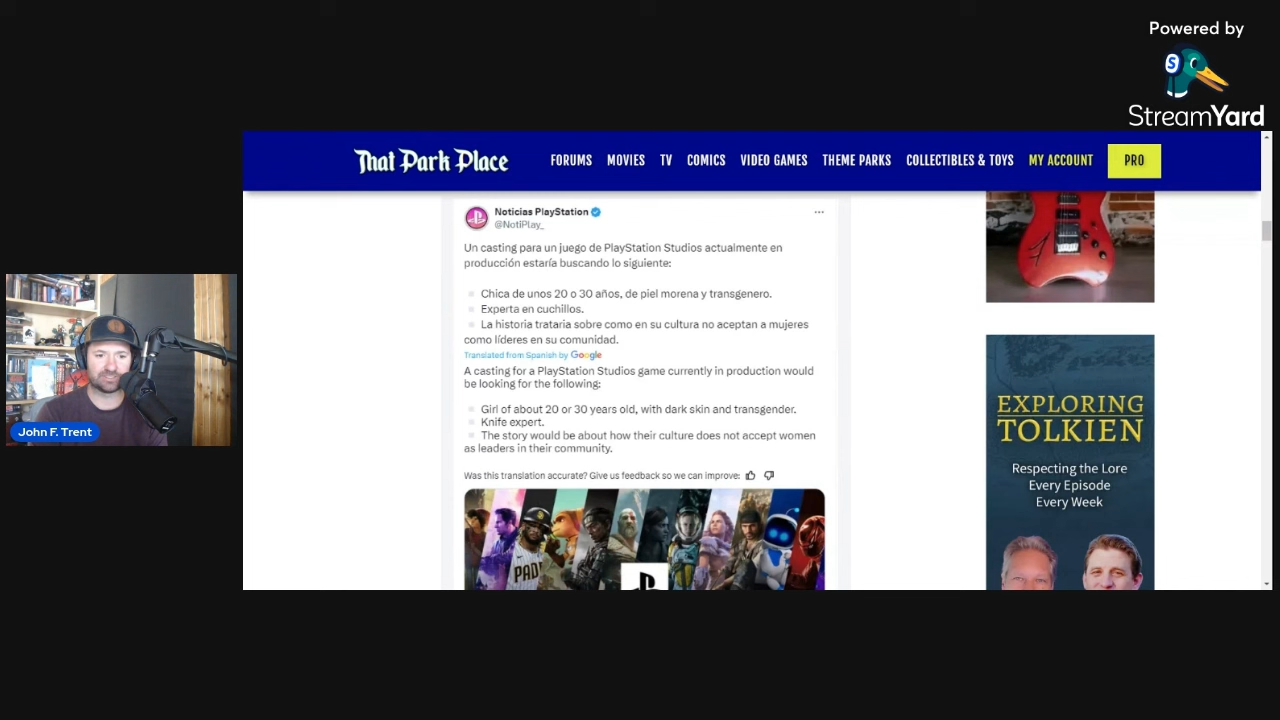 Powered by
StreamYard
That Park Place
FORUMS MOVIES TV COMICS VIDEO GAMES THEME PARKS COLLECTIBLES & TOYS MY ACCOUNT PRO
Noticias PlayStation
@NotiPlay_
Un casting para un juego de PlayStation Studios actualmente en
producción estaría buscando lo siguiente:
Chica de unos 20 o 30 años, de piel morena y transgenero.
Experta en cuchillos.
La historia trataria sobre como en su cultura no aceptan a mujeres
como líderes en su comunidad.
Translated from Spanish by Google
A casting for a PlayStation Studios game currently in production would
be looking for the following:
Girl of about 20 or 30 years old, with dark skin and transgender.
Knife expert.
The story would be about how their culture does not accept women
as leaders in their community.
Was this translation accurate? Give us feedback so we can improve:
PAD
EXPLORING
TOLKIEN
Respecting the Lore
Every Episode
Every Week
John F. Trent